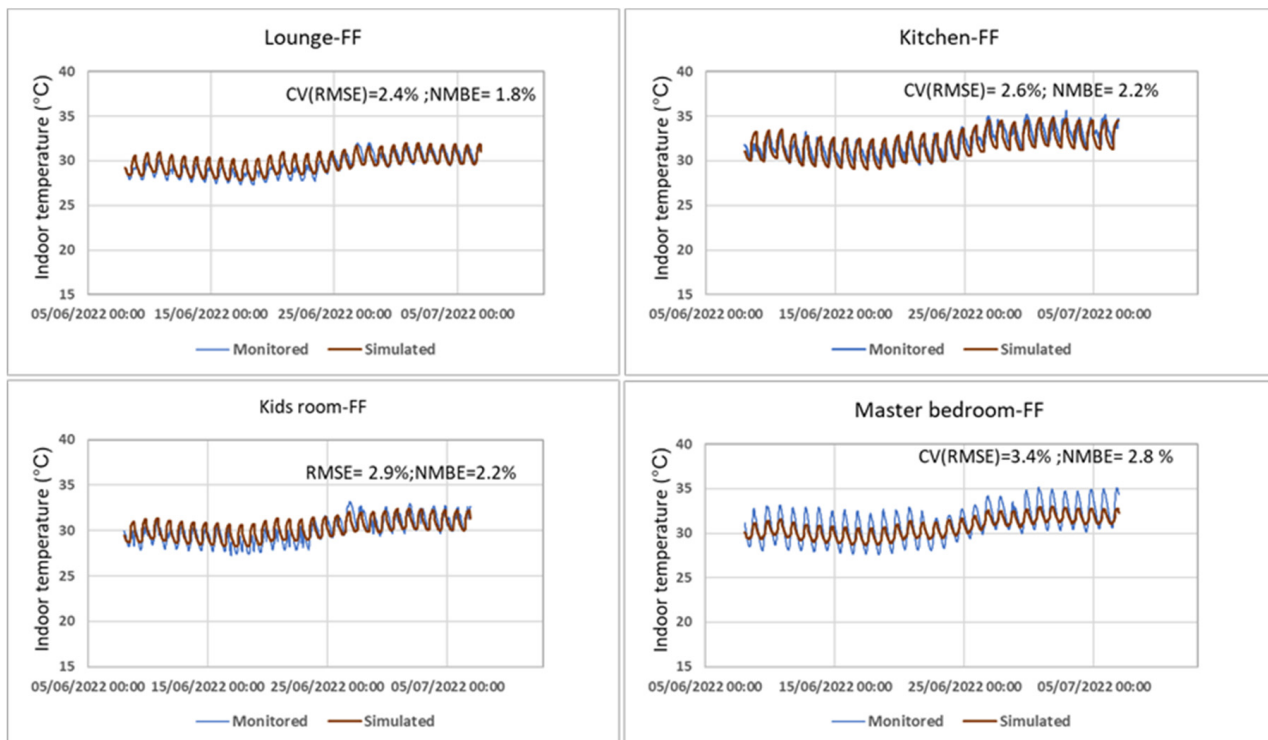 Lounge-FF
CV(RMSE)=2.4% ;NMBE= 1.8%
Indoor temperature (°C)
40
35
30
25
20
15
05/06/2022 00:00 15/06/2022 00:00 25/06/2022 00:00 05/07/2022 00:00
Monitored Simulated
Kitchen-FF
CV(RMSE)= 2.6%; NMBE= 2.2%
Indoor temperature (°C)
40
35
30
25
20
15
05/06/2022 00:00 15/06/2022 00:00 25/06/2022 00:00 05/07/2022 00:00
Monitored Simulated
Kids room-FF
RMSE= 2.9%;NMBE=2.2%
Indoor temperature (°C)
40
35
30
25
20
15
05/06/2022 00:00 15/06/2022 00:00 25/06/2022 00:00 05/07/2022 00:00
Monitored Simulated
Master bedroom-FF
CV(RMSE)=3.4% ;NMBE= 2.8 %
Indoor temperature (°C)
40
35
30
25
20
15
05/06/2022 00:00 15/06/2022 00:00 25/06/2022 00:00 05/07/2022 00:00
Monitored Simulated